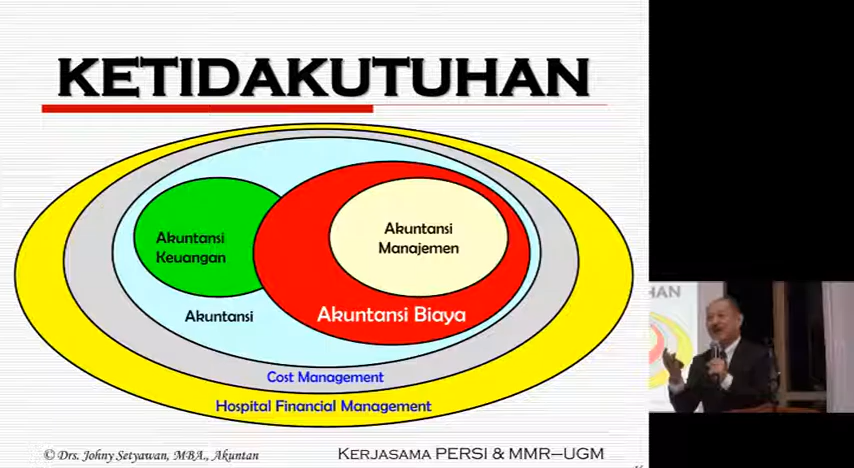 KETIDAKUTUHAN
Akuntansi
Keuangan
Akuntansi
Manajemen
Akuntansi
Akuntansi Biaya
Cost Management
Hospital Financial Management
© Drs. Johny Setyawan, MBA., Akuntan
KERJASAMA PERSI & MMR–UGM
HAN